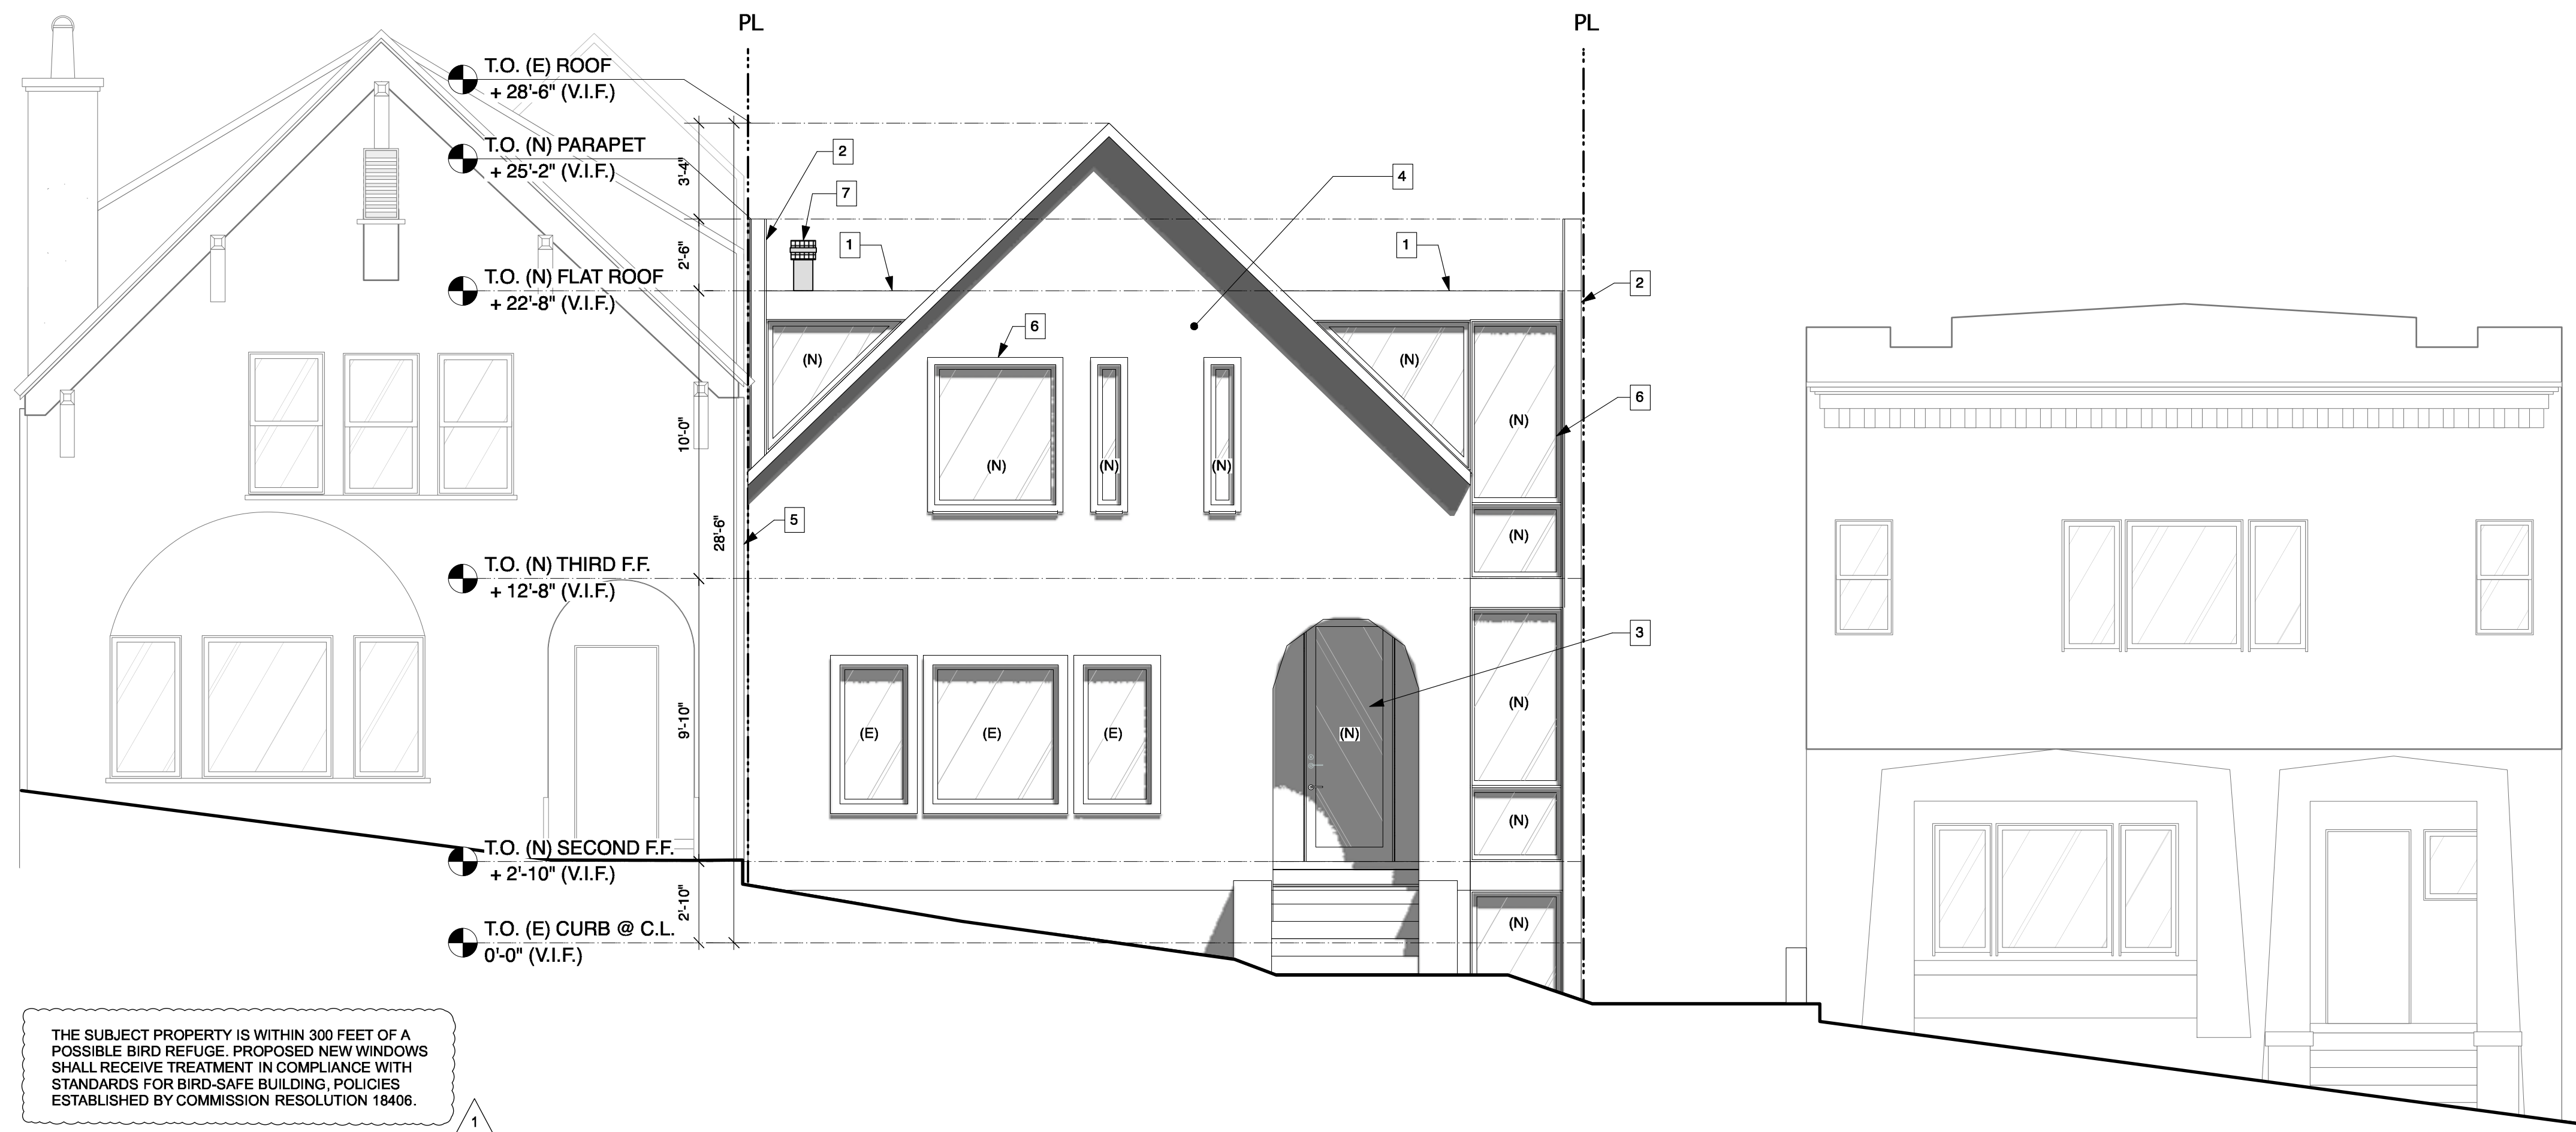 PL
PL
T.O. (E) ROOF
+ 28'-6" (V.I.F.)
T.O. (N) PARAPET
+ 25'-2" (V.I.F.)
3'-4"
2
7
4
1
1
2'-6"
T.O. (N) FLAT ROOF
+ 22'-8" (V.I.F.)
2
6
(N)
(N)
6
(N)
10'-0"
(N)
(N)
(N)
5
28'-6"
(N)
T.O. (N) THIRD F.F.
+ 12'-8" (V.I.F.)
3
9'-10"
(E)
(E)
(E)
(N)
(N)
(N)
T.O. (N) SECOND F.F.
+ 2'-10" (V.I.F.)
2'-10"
(N)
T.O. (E) CURB @ C.L.
0'-0" (V.I.F.)
THE SUBJECT PROPERTY IS WITHIN 300 FEET OF A
POSSIBLE BIRD REFUGE. PROPOSED NEW WINDOWS
SHALL RECEIVE TREATMENT IN COMPLIANCE WITH
STANDARDS FOR BIRD-SAFE BUILDING, POLICIES
ESTABLISHED BY COMMISSION RESOLUTION 18406.
1